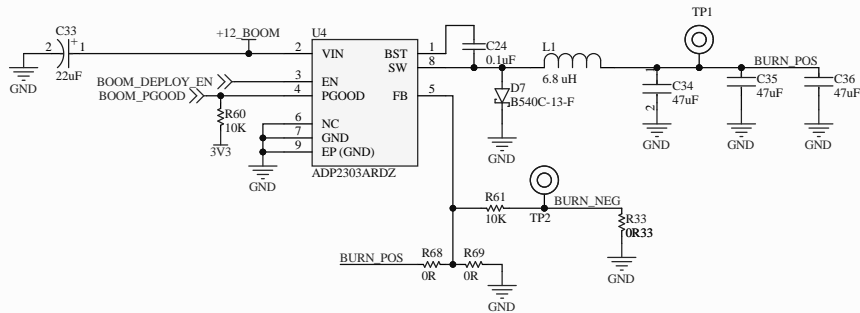 C33
2
+
1
22uF
GND
+12_BOOM
U4
2
VIN
BST
1
SW
8
C24
0.1uF
BOOM_DEPLOY_EN
3
EN
BOOM_PGOOD
4
PGOOD
FB
5
R60
10K
3V3
6
NC
7
GND
9
EP (GND)
GND
ADP2303ARDZ
D7
B540C-13-F
GND
L1
6.8 uH
TP1
BURN_POS
1
C34
47uF
2
GND
C35
47uF
GND
C36
47uF
GND
R61
10K
TP2
BURN_NEG
R33
0R33
GND
BURN_POS
R68
0R
R69
0R
GND